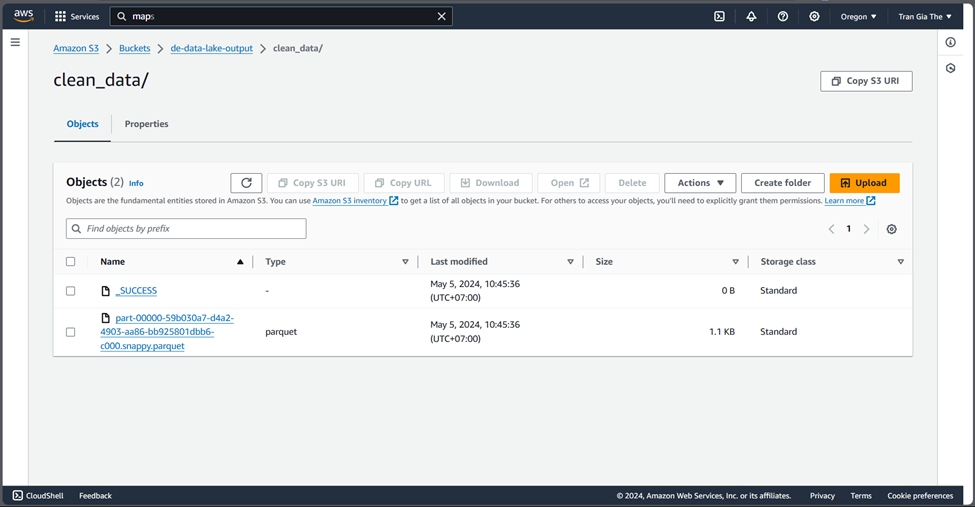 aws
Services
maps
Oregon ▼
Tran Gia The ▼
Amazon S3 > Buckets > de-data-lake-output > clean_data/
clean_data/
Copy S3 URI
Objects
Properties
Objects (2) Info
Copy S3 URI
Copy URL
Download
Open
Delete
Actions ▼
Create folder
Upload
Objects are the fundamental entities stored in Amazon S3. You can use Amazon S3 inventory to get a list of all objects in your bucket. For others to access your objects, you'll need to explicitly grant them permissions. Learn more
Find objects by prefix
1
Name
Type
Last modified
Size
Storage class
_SUCCESS
-
May 5, 2024, 10:45:36
(UTC+07:00)
0 B
Standard
part-00000-59b030a7-d4a2-
4903-aa86-bb925801dbb6-
c000.snappy.parquet
parquet
May 5, 2024, 10:45:36
(UTC+07:00)
1.1 KB
Standard
CloudShell
Feedback
© 2024, Amazon Web Services, Inc. or its affiliates.
Privacy
Terms
Cookie preferences